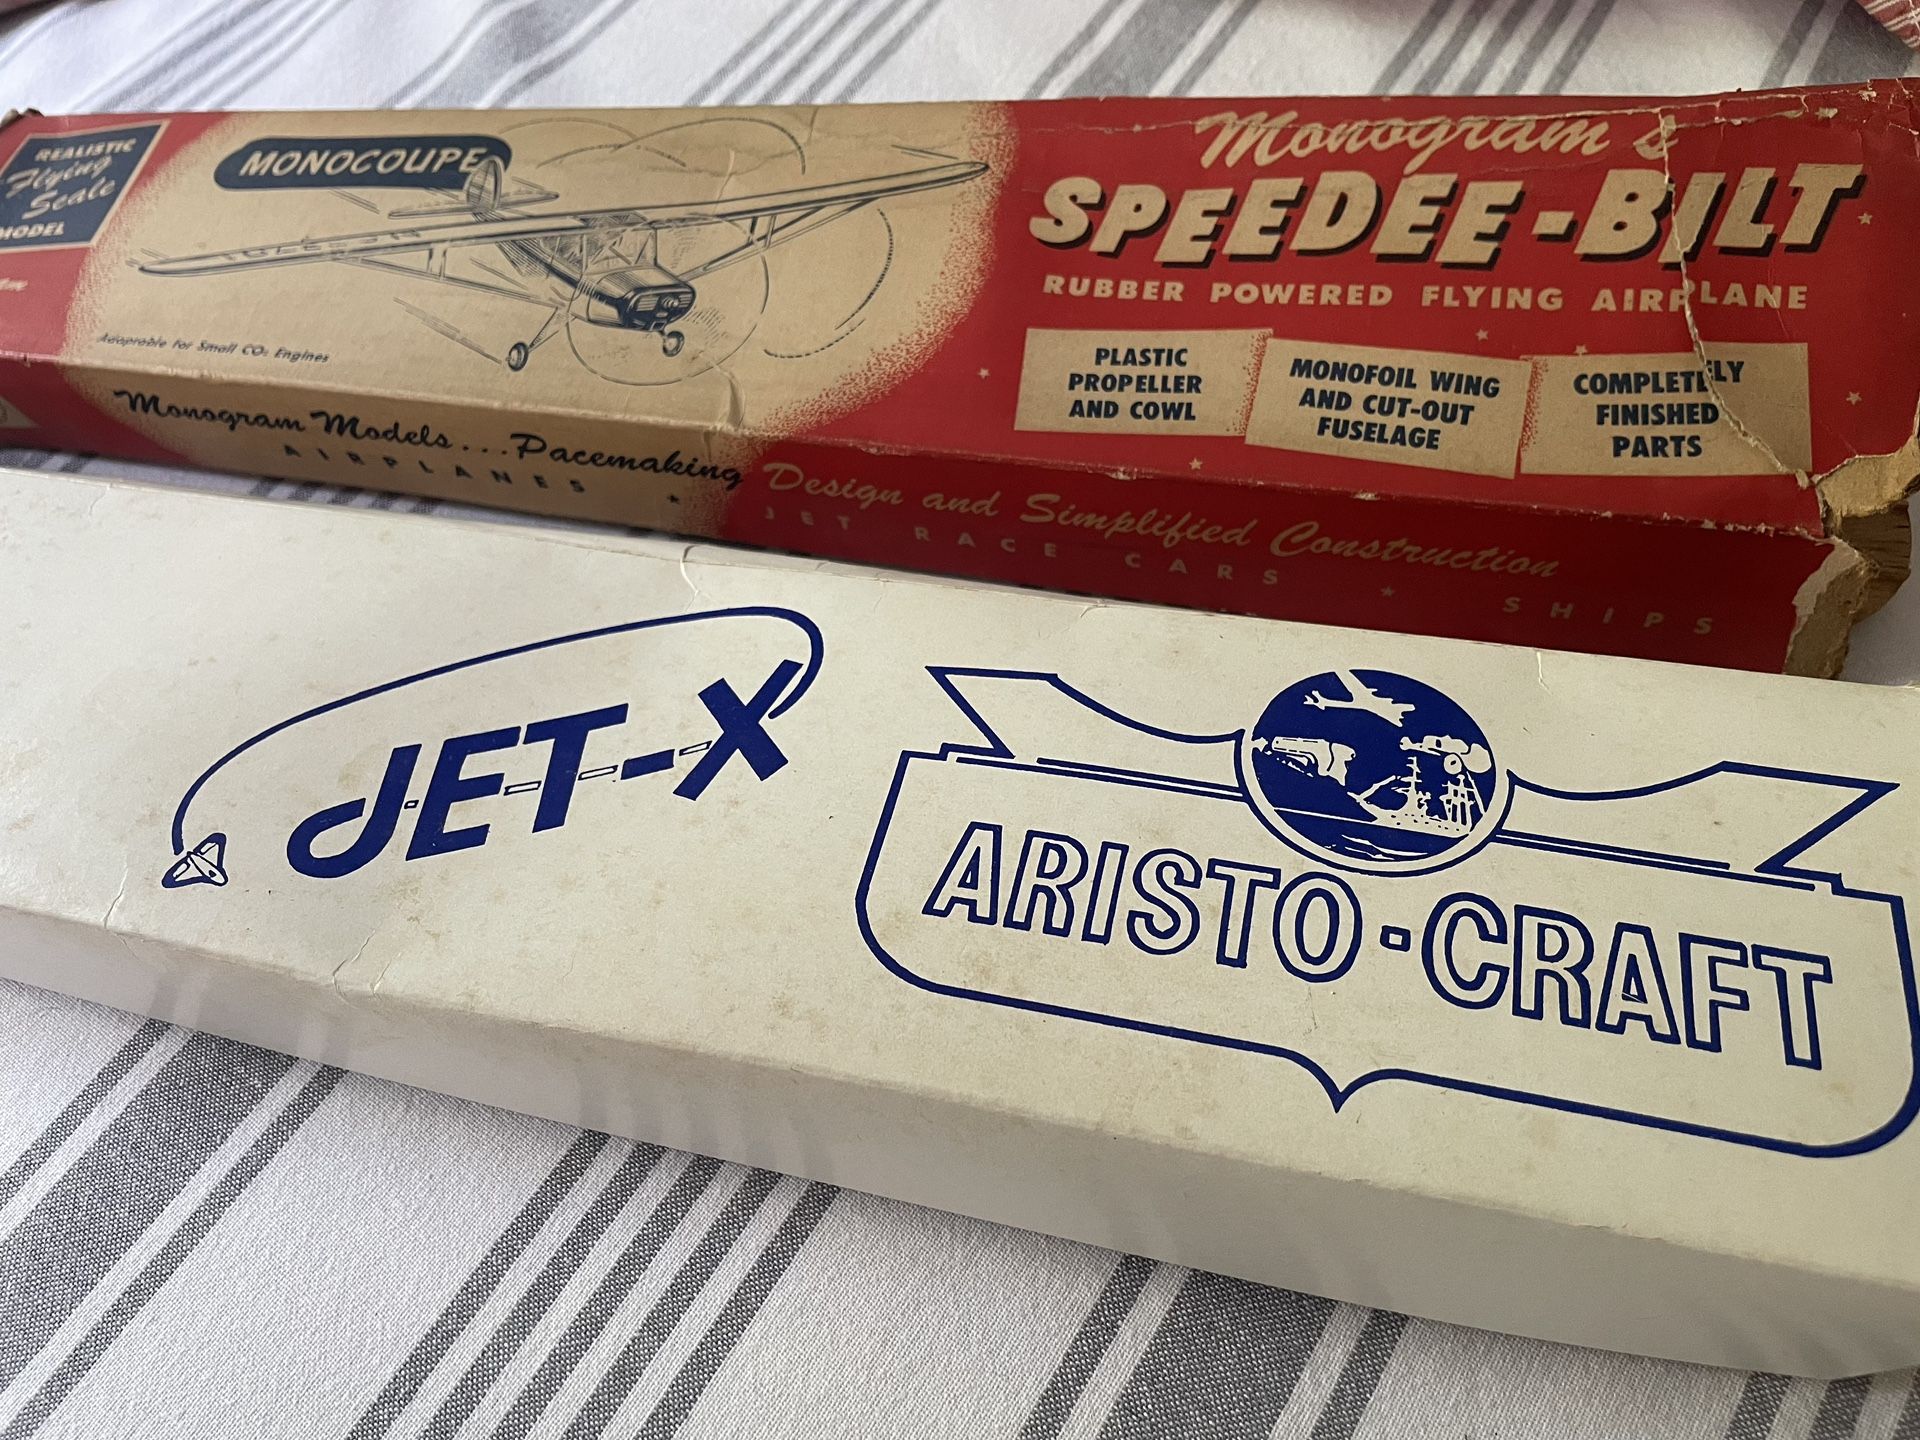 REALISTIC
Flying
Scale
MODEL
MONOCOUPE
Adaptable for Small CO2 Engines
Monogram's
SPEEDEE-BILT
RUBBER POWERED FLYING AIRPLANE
PLASTIC
PROPELLER
AND COWL
MONOFOIL WING
AND CUT-OUT
FUSELAGE
COMPLETELY
FINISHED
PARTS
Monogram Models... Pacemaking Design and Simplified Construction
AIRPLANES ★ JET RACE CARS ★ SHIPS
JET-X
ARISTO-CRAFT